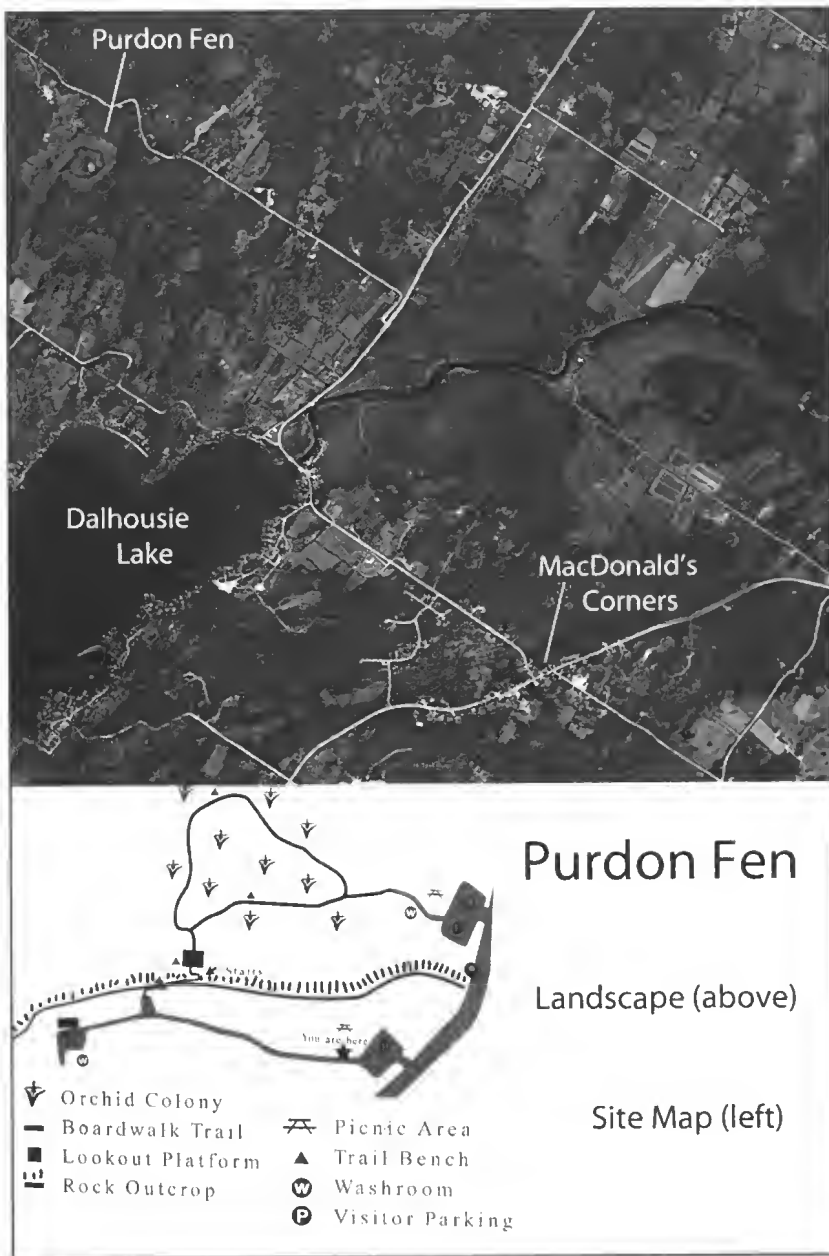 Purdon Fen
Dalhousie
Lake
MacDonald's
Corners
Purdon Fen
Landscape (above)
Site Map (left)
W
Stairs
P
You are here
W
Orchid Colony
Boardwalk Trail
Lookout Platform
Rock Outcrop
Picnic Area
Trail Bench
W Washroom
P Visitor Parking